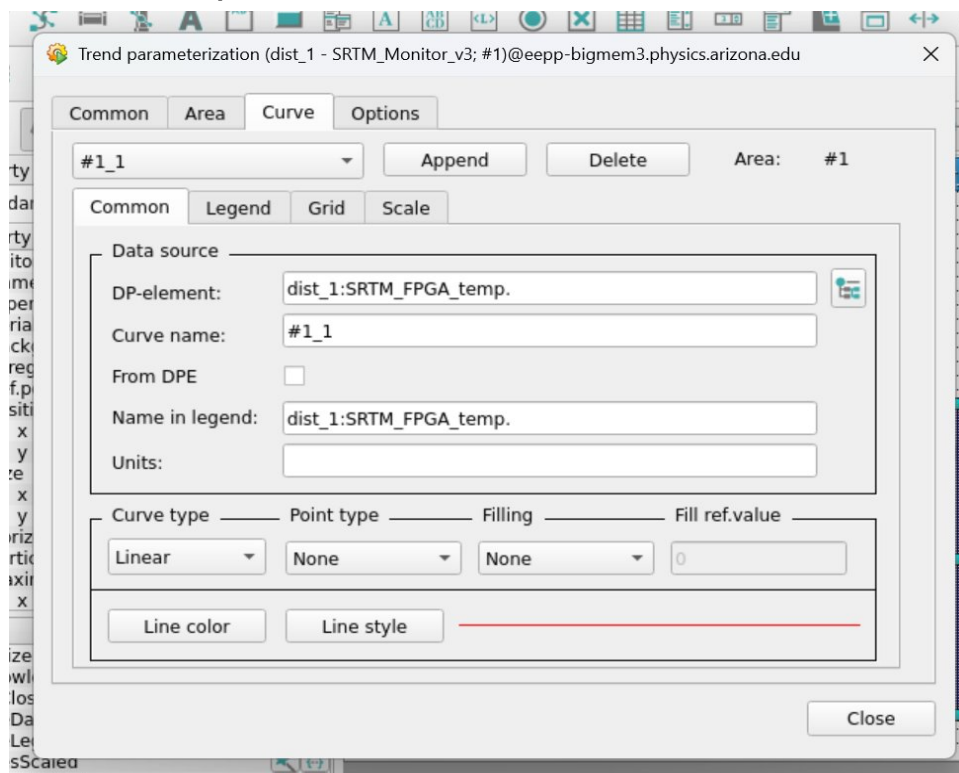 Trend parameterization (dist_1 - SRTM_Monitor_v3; #1)@eepp-bigmem3.physics.arizona.edu
Common Area Curve Options
#1_1 Append Delete Area: #1
Common Legend Grid Scale
Data source
DP-element: dist_1:SRTM_FPGA_temp.
Curve name: #1_1
From DPE
Name in legend: dist_1:SRTM_FPGA_temp.
Units:
Curve type Point type Filling Fill ref.value
Linear None None 0
Line color Line style
Close
x
y
x
y
x
sScaled